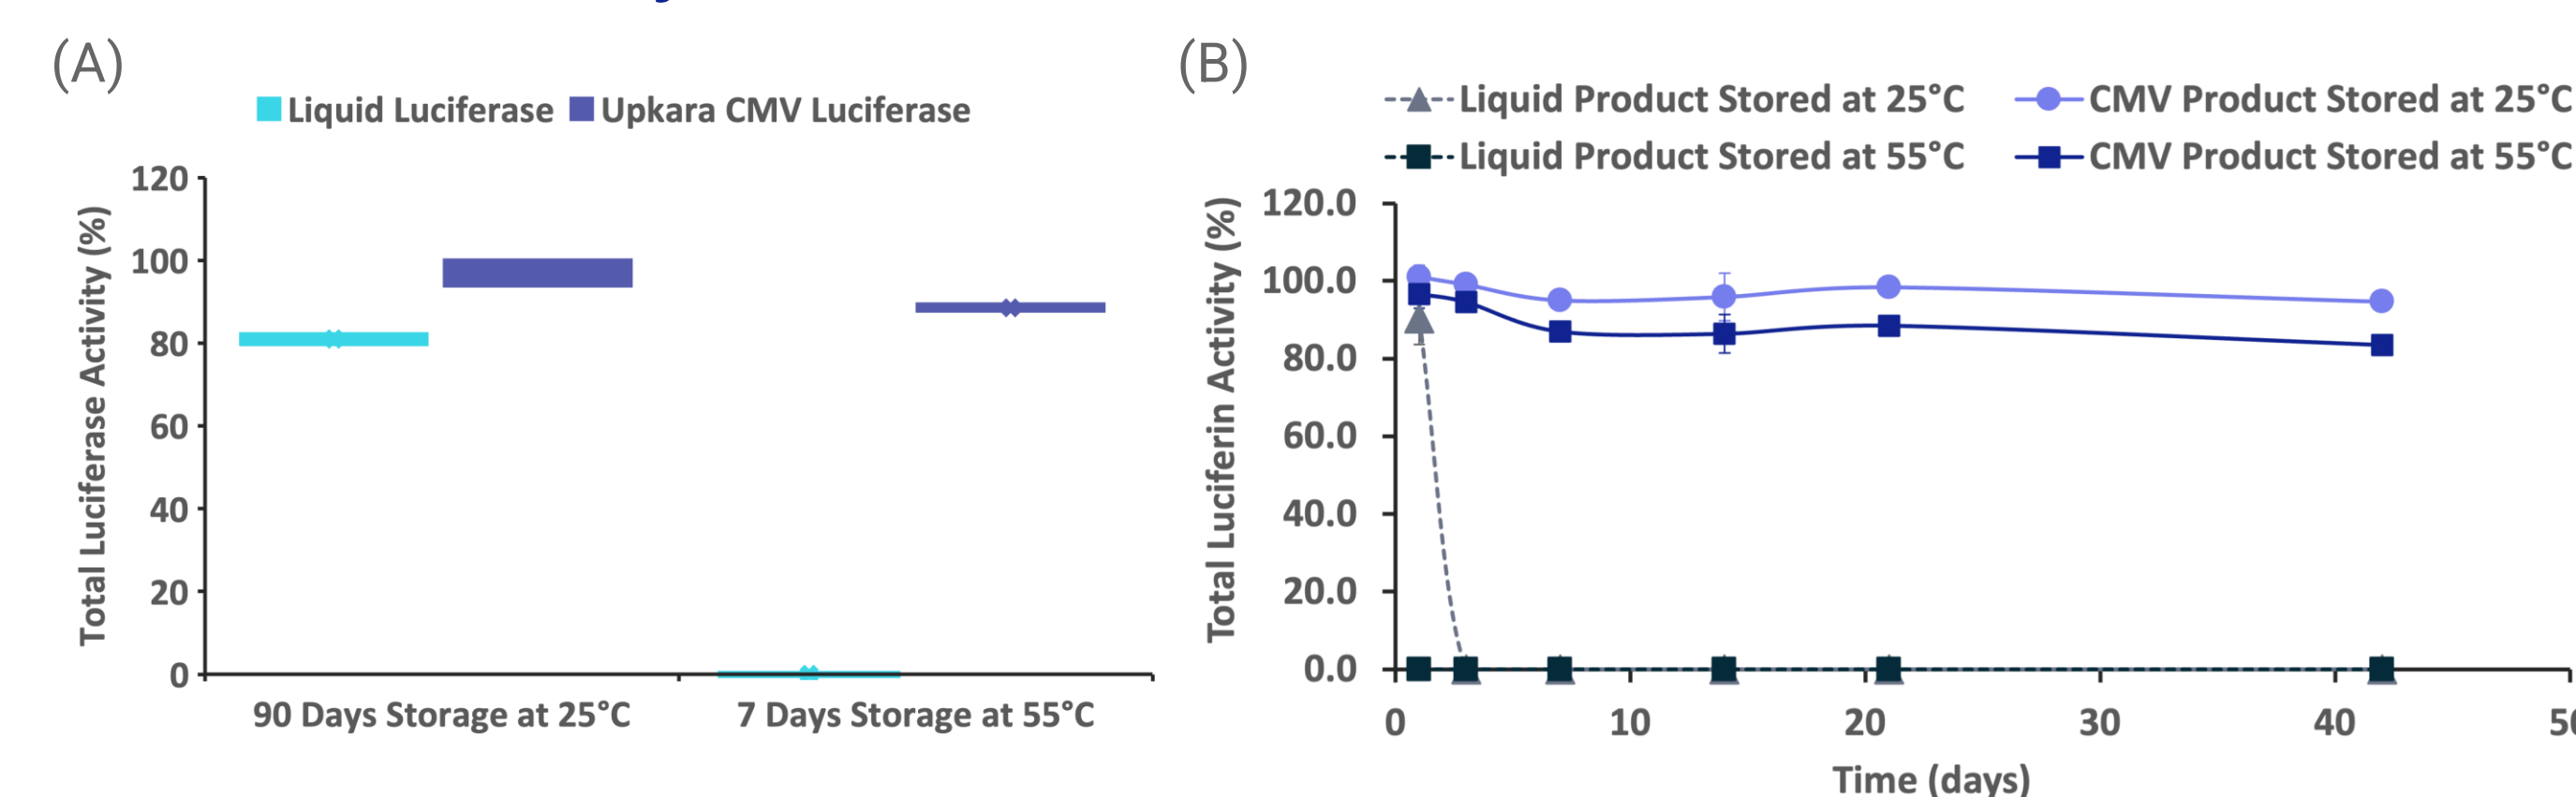 (A)
Liquid Luciferase Upkara CMV Luciferase
Total Luciferase Activity (%)
120
100
80
60
40
20
0
90 Days Storage at 25°C 7 Days Storage at 55°C
(B)
Liquid Product Stored at 25°C CMV Product Stored at 25°C
Liquid Product Stored at 55°C CMV Product Stored at 55°C
Total Luciferin Activity (%)
120.0
100.0
80.0
60.0
40.0
20.0
0.0
0 10 20 30 40
Time (days)